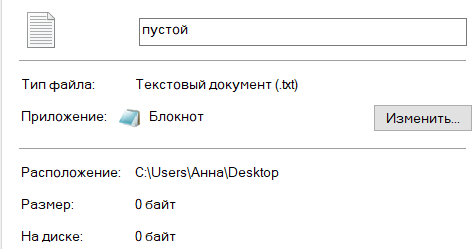 пустой
Тип файла: Текстовый документ (.txt)
Приложение: Блокнот Изменить...
Расположение: C:\Users\Анна\Desktop
Размер: 0 байт
На диске: 0 байт